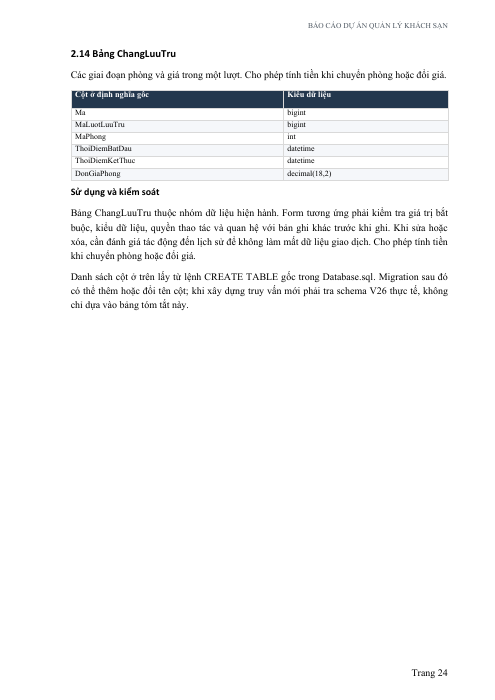 BÁO CÁO DỰ ÁN QUẢN LÝ KHÁCH SẠN
2.14 Bảng ChangLuuTru
Các giai đoạn phòng và giá trong một lượt. Cho phép tính tiền khi chuyển phòng hoặc đổi giá.
Cột ở định nghĩa gốc Kiểu dữ liệu
Ma bigint
MaLuotLuuTru bigint
MaPhong int
ThoiDiemBatDau datetime
ThoiDiemKetThuc datetime
DonGiaPhong decimal(18,2)
Sử dụng và kiểm soát
Bảng ChangLuuTru thuộc nhóm dữ liệu hiện hành. Form tương ứng phải kiểm tra giá trị bắt
buộc, kiểu dữ liệu, quyền thao tác và quan hệ với bản ghi khác trước khi ghi. Khi sửa hoặc
xóa, cần đánh giá tác động đến lịch sử để không làm mất dữ liệu giao dịch. Cho phép tính tiền
khi chuyển phòng hoặc đổi giá.
Danh sách cột ở trên lấy từ lệnh CREATE TABLE gốc trong Database.sql. Migration sau đó
có thể thêm hoặc đổi tên cột; khi xây dựng truy vấn mới phải tra schema V26 thực tế, không
chỉ dựa vào bảng tóm tắt này.
Trang 24